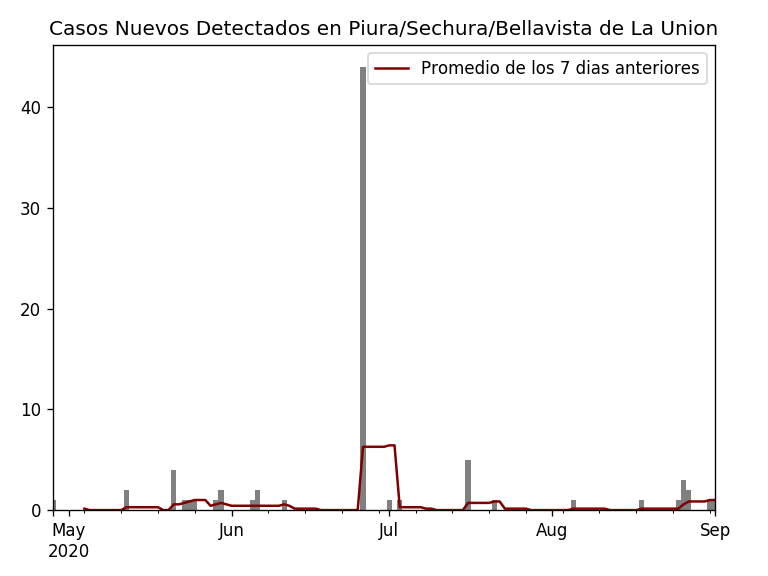 Casos Nuevos Detectados en Piura/Sechura/Bellavista de La Union
Promedio de los 7 dias anteriores
40
30
20
10
0
May Jun Jul Aug Sep
2020